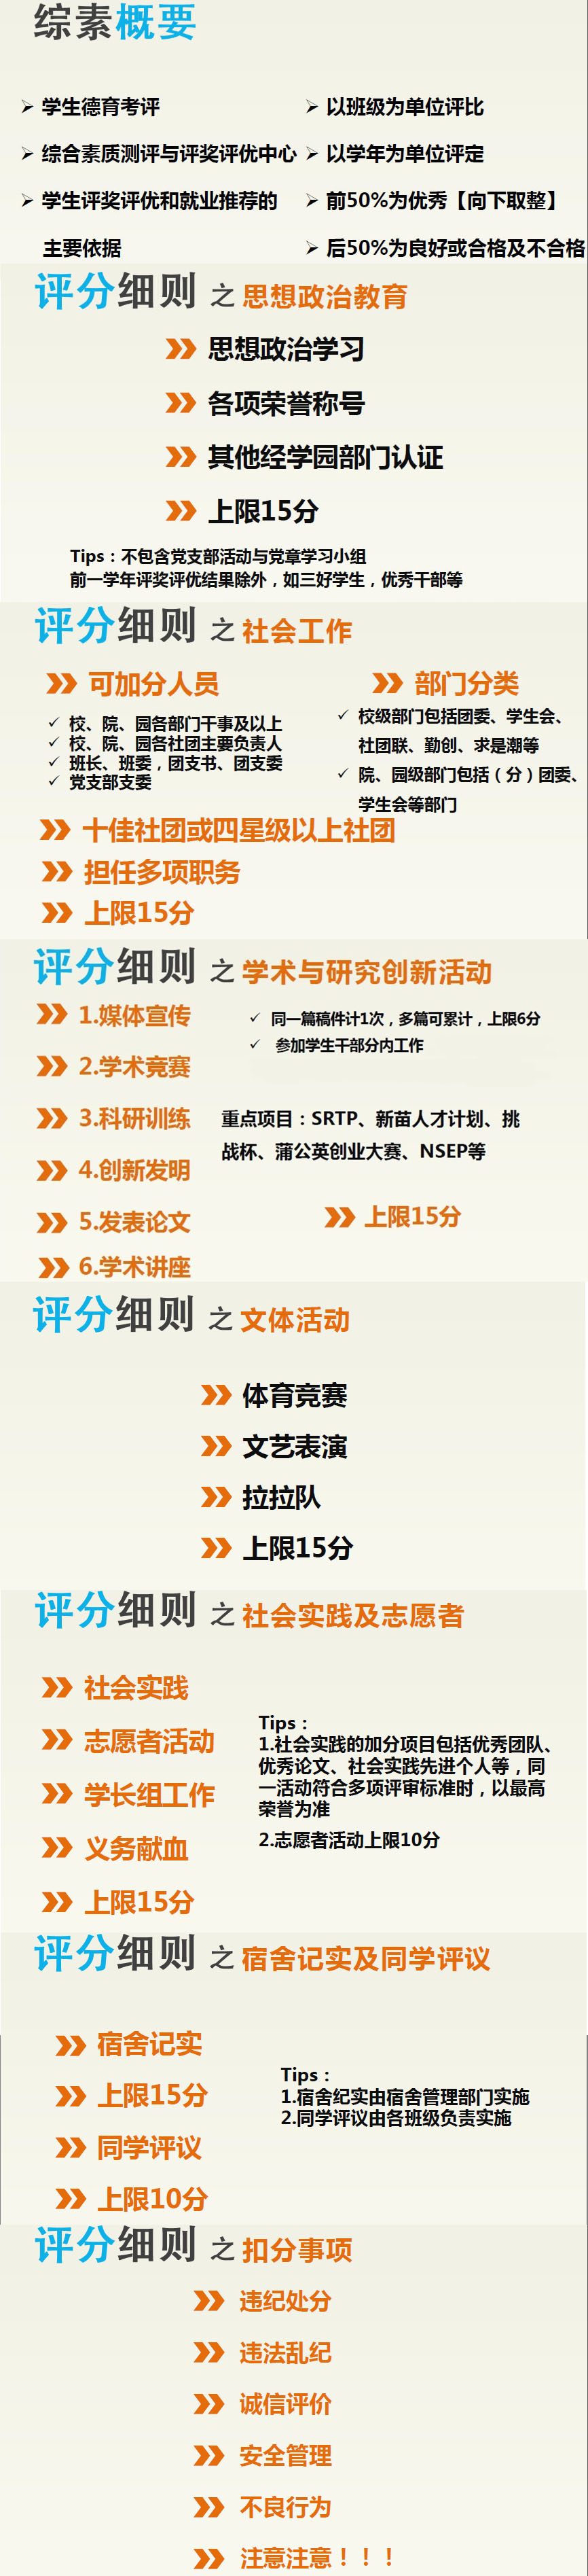 综素概要
学生德育考评
综合素质测评与评奖评优中心
学生评奖评优和就业推荐的
主要依据
以班级为单位评比
以学年为单位评定
前50%为优秀【向下取整】
后50%为良好或合格及不合格
评分细则 之 思想政治教育
思想政治学习
各项荣誉称号
其他经学园部门认证
上限15分
Tips：不包含党支部活动与党章学习小组
前一学年评奖评优结果除外，如三好学生，优秀干部等
评分细则 之 社会工作
可加分人员
校、院、园各部门干事及以上
校、院、园各社团主要负责人
班长、班委，团支书、团支委
党支部支委
部门分类
校级部门包括团委、学生会、
社团联、勤创、求是潮等
院、园级部门包括（分）团委、
学生会等部门
十佳社团或四星级以上社团
担任多项职务
上限15分
评分细则 之 学术与研究创新活动
1.媒体宣传
同一篇稿件计1次，多篇可累计，上限6分
参加学生干部分内工作
2.学术竞赛
3.科研训练
重点项目：SRTP、新苗人才计划、挑
战杯、蒲公英创业大赛、NSEP等
4.创新发明
5.发表论文
上限15分
6.学术讲座
评分细则 之 文体活动
体育竞赛
文艺表演
拉拉队
上限15分
评分细则 之 社会实践及志愿者
社会实践
志愿者活动
学长组工作
义务献血
上限15分
Tips：
1.社会实践的加分项目包括优秀团队、
优秀论文、社会实践先进个人等，同
一活动符合多项评审标准时，以最高
荣誉为准
2.志愿者活动上限10分
评分细则 之 宿舍记实及同学评议
宿舍记实
上限15分
同学评议
上限10分
Tips：
1.宿舍纪实由宿舍管理部门实施
2.同学评议由各班级负责实施
评分细则 之 扣分事项
违纪处分
违法乱纪
诚信评价
安全管理
不良行为
注意注意！！！